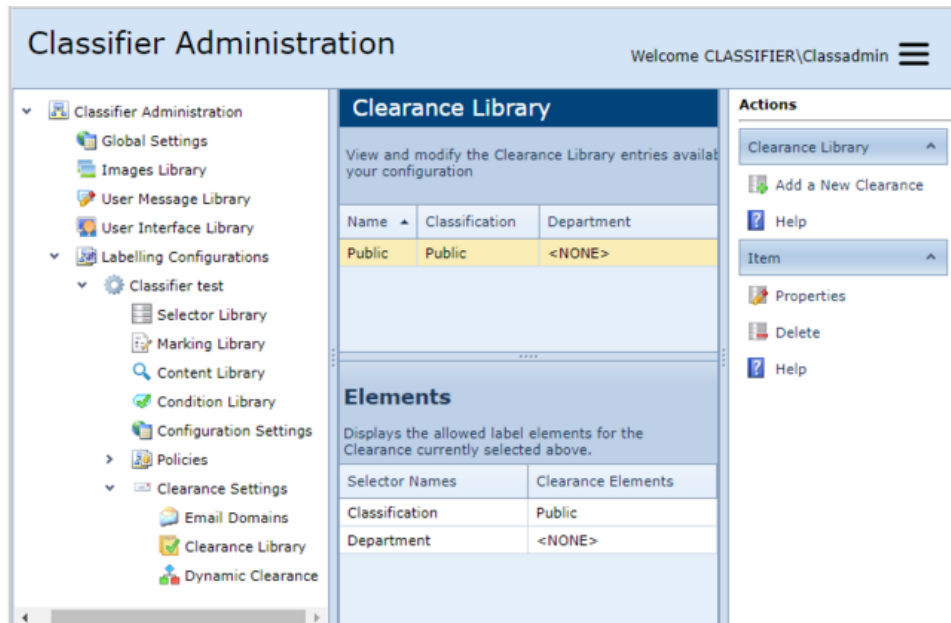 Classifier Administration
Welcome CLASSIFIER\Classadmin
Classifier Administration
Global Settings
Images Library
User Message Library
User Interface Library
Labelling Configurations
Classifier test
Selector Library
Marking Library
Content Library
Condition Library
Configuration Settings
Policies
Clearance Settings
Email Domains
Clearance Library
Dynamic Clearance
Clearance Library
View and modify the Clearance Library entries availab
your configuration
Name Classification Department
Public Public <NONE>
Elements
Displays the allowed label elements for the
Clearance currently selected above.
Selector Names Clearance Elements
Classification Public
Department <NONE>
Actions
Clearance Library
Add a New Clearance
Help
Item
Properties
Delete
Help